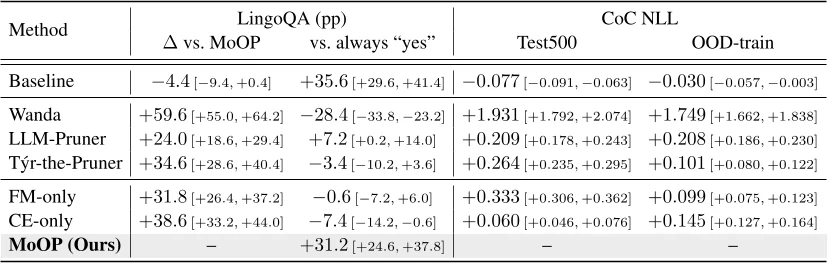 Method LingoQA (pp) CoC NLL
Δ vs. MoOP vs. always “yes” Test500 OOD-train
Baseline −4.4 [−9.4, +0.4] +35.6 [+29.6, +41.4] −0.077 [−0.091, −0.063] −0.030 [−0.057, −0.003]
Wanda +59.6 [+55.0, +64.2] −28.4 [−33.8, −23.2] +1.931 [+1.792, +2.074] +1.749 [+1.662, +1.838]
LLM-Pruner +24.0 [+18.6, +29.4] +7.2 [+0.2, +14.0] +0.209 [+0.178, +0.243] +0.208 [+0.186, +0.230]
Týr-the-Pruner +34.6 [+28.6, +40.4] −3.4 [−10.2, +3.6] +0.264 [+0.235, +0.295] +0.101 [+0.080, +0.122]
FM-only +31.8 [+26.4, +37.2] −0.6 [−7.2, +6.0] +0.333 [+0.306, +0.362] +0.099 [+0.075, +0.123]
CE-only +38.6 [+33.2, +44.0] −7.4 [−14.2, −0.6] +0.060 [+0.046, +0.076] +0.145 [+0.127, +0.164]
MoOP (Ours) – +31.2 [+24.6, +37.8] – –